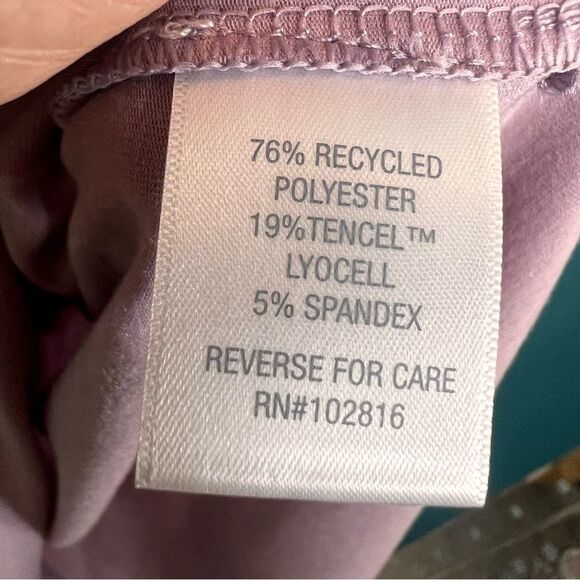 76% RECYCLED
POLYESTER
19%TENCEL™
LYOCELL
5% SPANDEX
REVERSE FOR CARE
RN#102816